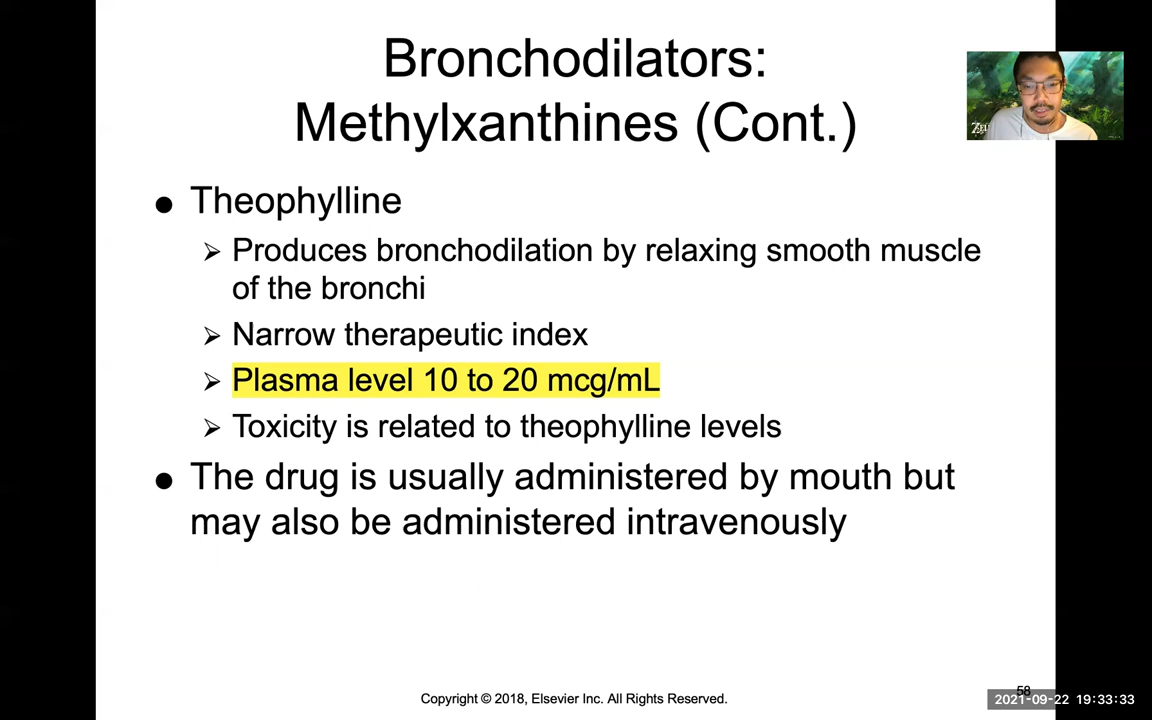 Bronchodilators:
Methylxanthines (Cont.)
● Theophylline
➢ Produces bronchodilation by relaxing smooth muscle
of the bronchi
➢ Narrow therapeutic index
➢ Plasma level 10 to 20 mcg/mL
➢ Toxicity is related to theophylline levels
● The drug is usually administered by mouth but
may also be administered intravenously
Copyright © 2018, Elsevier Inc. All Rights Reserved.
58
2021-09-22 19:33:33